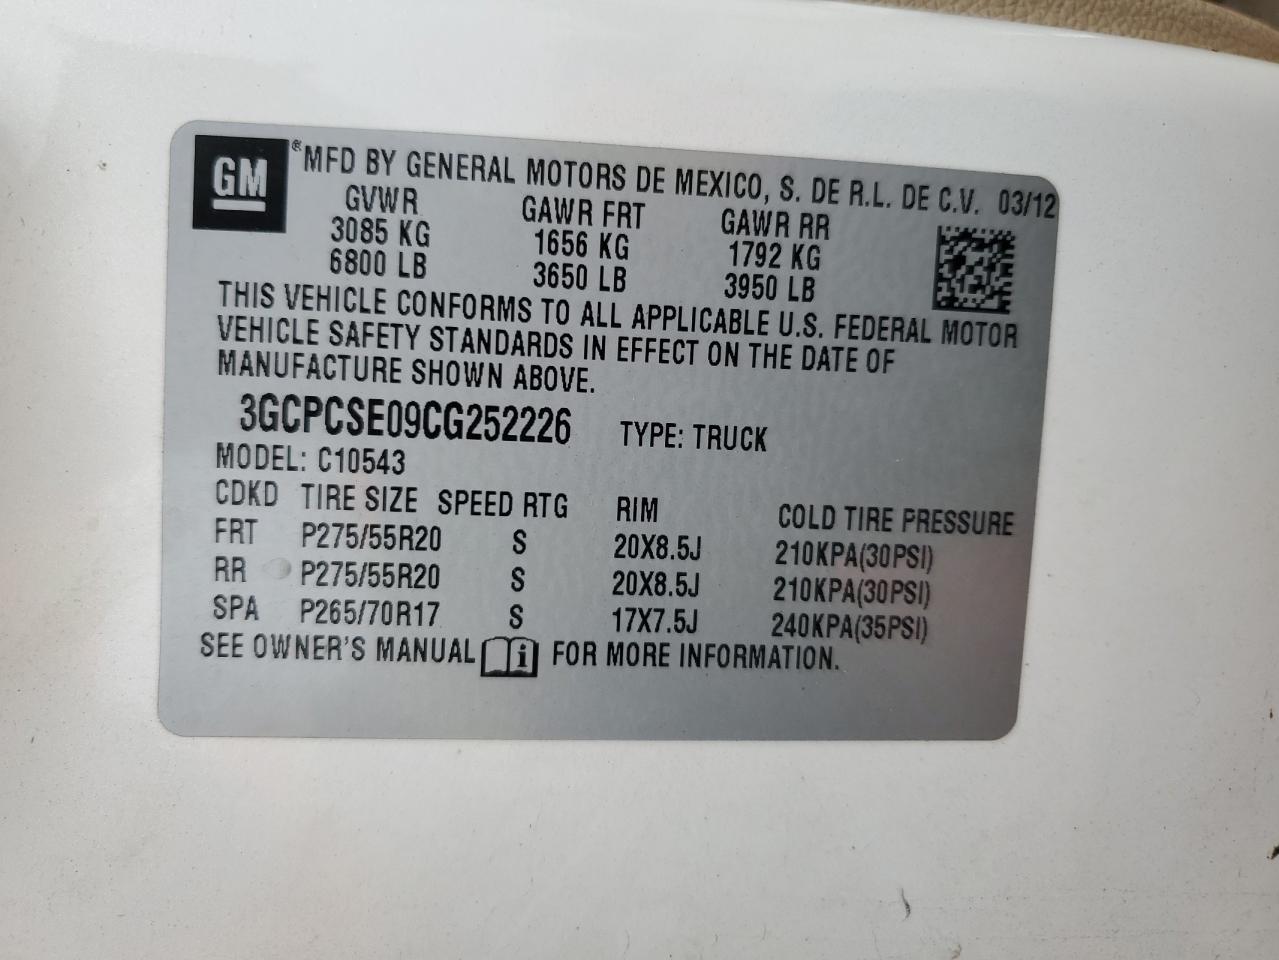 GM
®MFD BY GENERAL MOTORS DE MEXICO, S. DE R.L. DE C.V. 03/12
GVWR GAWR FRT GAWR RR
3085 KG 1656 KG 1792 KG
6800 LB 3650 LB 3950 LB
THIS VEHICLE CONFORMS TO ALL APPLICABLE U.S. FEDERAL MOTOR
VEHICLE SAFETY STANDARDS IN EFFECT ON THE DATE OF
MANUFACTURE SHOWN ABOVE.
3GCPCSE09CG252226 TYPE: TRUCK
MODEL: C10543
CDKD TIRE SIZE SPEED RTG RIM COLD TIRE PRESSURE
FRT P275/55R20 S 20X8.5J 210KPA(30PSI)
RR P275/55R20 S 20X8.5J 210KPA(30PSI)
SPA P265/70R17 S 17X7.5J 240KPA(35PSI)
SEE OWNER'S MANUAL i FOR MORE INFORMATION.